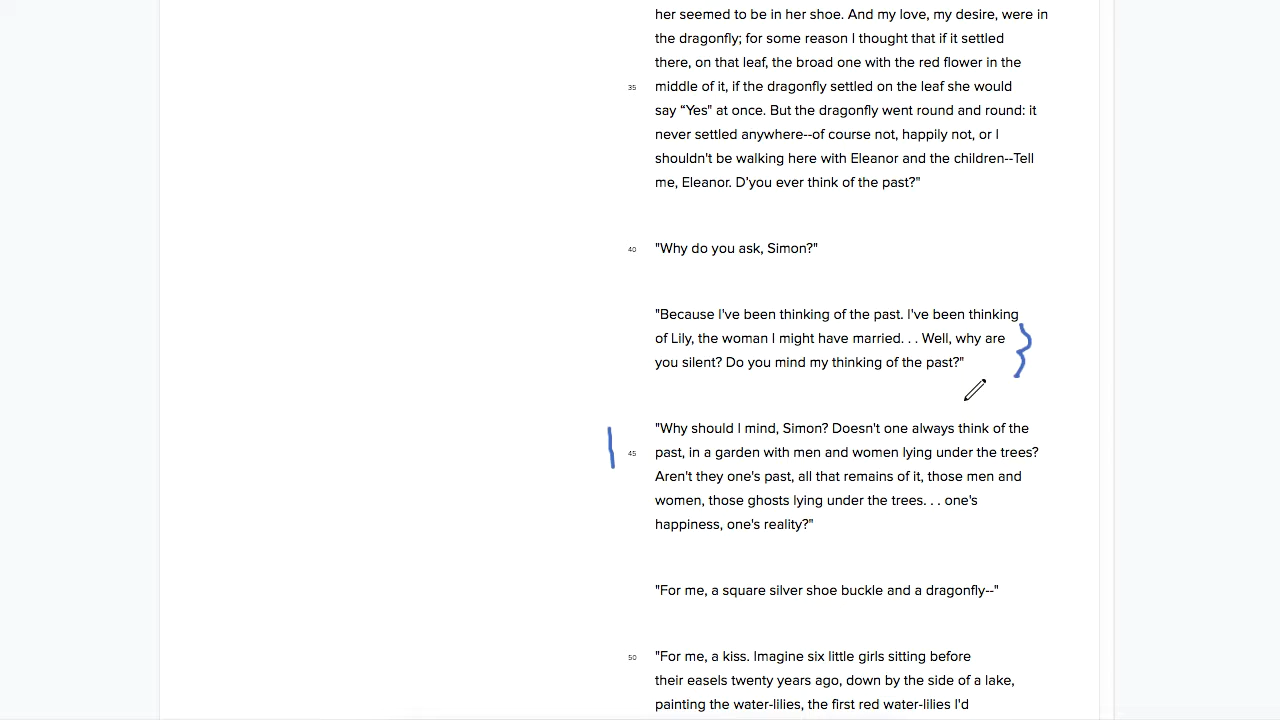 her seemed to be in her shoe. And my love, my desire, were in
the dragonfly; for some reason I thought that if it settled
there, on that leaf, the broad one with the red flower in the
35 middle of it, if the dragonfly settled on the leaf she would
say “Yes" at once. But the dragonfly went round and round: it
never settled anywhere--of course not, happily not, or I
shouldn't be walking here with Eleanor and the children--Tell
me, Eleanor. D'you ever think of the past?"
40 "Why do you ask, Simon?"
"Because I've been thinking of the past. I've been thinking
of Lily, the woman I might have married. . . Well, why are
you silent? Do you mind my thinking of the past?"
"Why should I mind, Simon? Doesn't one always think of the
45 past, in a garden with men and women lying under the trees?
Aren't they one's past, all that remains of it, those men and
women, those ghosts lying under the trees. . . one's
happiness, one's reality?"
"For me, a square silver shoe buckle and a dragonfly--"
50 "For me, a kiss. Imagine six little girls sitting before
their easels twenty years ago, down by the side of a lake,
painting the water-lilies, the first red water-lilies I'd